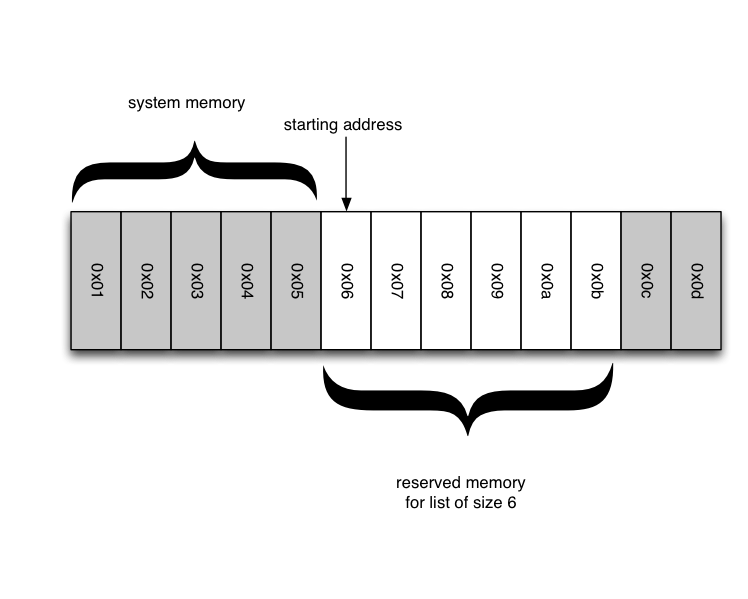 system memory
starting address
0x01
0x02
0x03
0x04
0x05
0x06
0x07
0x08
0x09
0x0a
0x0b
0x0c
0x0d
reserved memory
for list of size 6